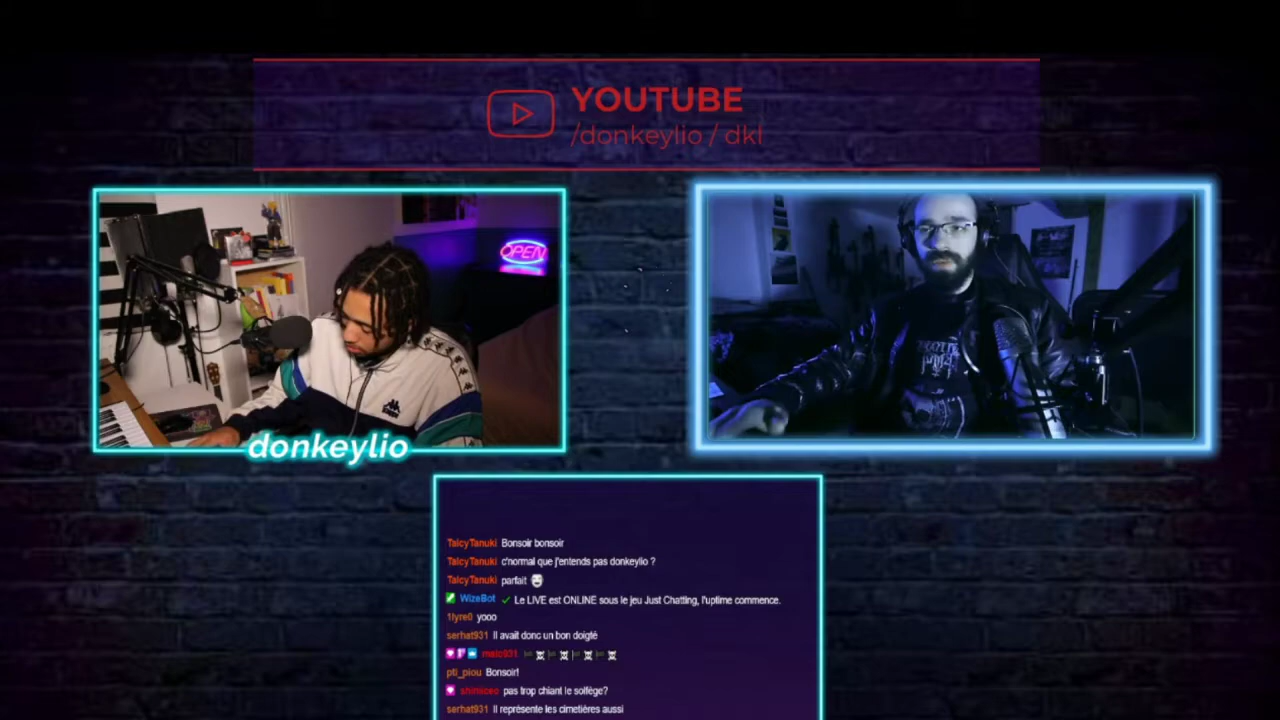 YOUTUBE
/donkeylio / dkl
OPEN
donkeylio
TalcyTanuki Bonsoir bonsoir
TalcyTanuki c'normal que j'entends pas donkeylio ?
TalcyTanuki parfait
WizeBot Le LIVE est ONLINE sous le jeu Just Chatting, l'uptime commence.
1lyre0 yooo
serhat931 Il avait donc un bon doigté
malo931
pti_piou Bonsoir!
shiniiceo pas trop chiant le solfège?
serhat931 Il représente les cimetières aussi